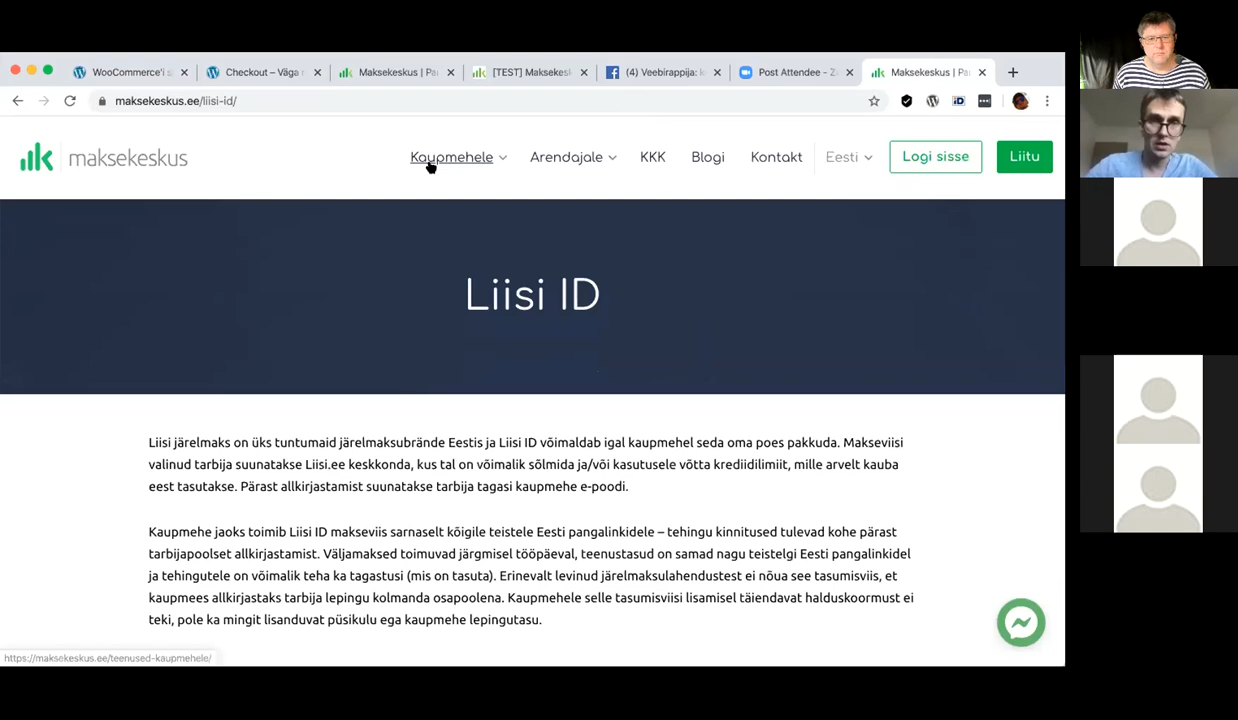 WooCommerce'i
Checkout – Väga
Maksekeskus | Par
[TEST] Maksekesk
(4) Veebirappija:
Post Attendee - Z
Maksekeskus | Par
maksekeskus.ee/liisi-id/
maksekeskus
Kaupmehele
Arendajale
KKK
Blogi
Kontakt
Eesti
Logi sisse
Liitu
Liisi ID
Liisi järelmaks on üks tuntumaid järelmaksubrände Eestis ja Liisi ID võimaldab igal kaupmehel seda oma poes pakkuda. Makseviisi
valinud tarbija suunatakse Liisi.ee keskkonda, kus tal on võimalik sõlmida ja/või kasutusele võtta krediidilimiit, mille arvelt kauba
eest tasutakse. Pärast allkirjastamist suunatakse tarbija tagasi kaupmehe e-poodi.
Kaupmehe jaoks toimib Liisi ID makseviis sarnaselt kõigile teistele Eesti pangalinkidele – tehingu kinnitused tulevad kohe pärast
tarbijapoolset allkirjastamist. Väljamaksed toimuvad järgmisel tööpäeval, teenustasud on samad nagu teistelgi Eesti pangalinkidel
ja tehingutele on võimalik teha ka tagastusi (mis on tasuta). Erinevalt levinud järelmaksulahendustest ei nõua see tasumisviis, et
kaupmees allkirjastaks tarbija lepingu kolmanda osapoolena. Kaupmehele selle tasumisviisi lisamisel täiendavat halduskoormust ei
teki, pole ka mingit lisanduvat püsikulu ega kaupmehe lepingutasu.
https://maksekeskus.ee/teenused-kaupmehele/